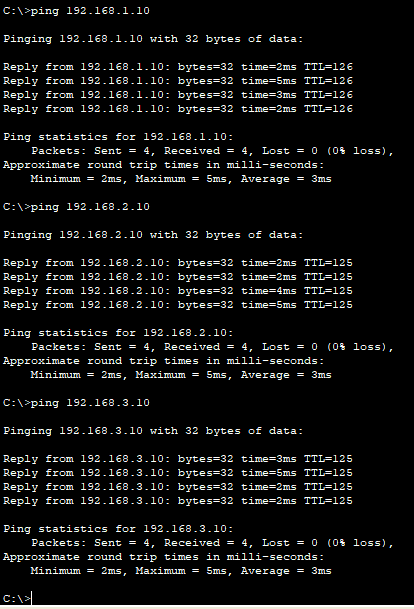 C:\>ping 192.168.1.10
Pinging 192.168.1.10 with 32 bytes of data:
Reply from 192.168.1.10: bytes=32 time=2ms TTL=126
Reply from 192.168.1.10: bytes=32 time=5ms TTL=126
Reply from 192.168.1.10: bytes=32 time=3ms TTL=126
Reply from 192.168.1.10: bytes=32 time=2ms TTL=126
Ping statistics for 192.168.1.10:
Packets: Sent = 4, Received = 4, Lost = 0 (0% loss),
Approximate round trip times in milli-seconds:
Minimum = 2ms, Maximum = 5ms, Average = 3ms
C:\>ping 192.168.2.10
Pinging 192.168.2.10 with 32 bytes of data:
Reply from 192.168.2.10: bytes=32 time=2ms TTL=125
Reply from 192.168.2.10: bytes=32 time=2ms TTL=125
Reply from 192.168.2.10: bytes=32 time=4ms TTL=125
Reply from 192.168.2.10: bytes=32 time=5ms TTL=125
Ping statistics for 192.168.2.10:
Packets: Sent = 4, Received = 4, Lost = 0 (0% loss),
Approximate round trip times in milli-seconds:
Minimum = 2ms, Maximum = 5ms, Average = 3ms
C:\>ping 192.168.3.10
Pinging 192.168.3.10 with 32 bytes of data:
Reply from 192.168.3.10: bytes=32 time=3ms TTL=125
Reply from 192.168.3.10: bytes=32 time=5ms TTL=125
Reply from 192.168.3.10: bytes=32 time=2ms TTL=125
Reply from 192.168.3.10: bytes=32 time=2ms TTL=125
Ping statistics for 192.168.3.10:
Packets: Sent = 4, Received = 4, Lost = 0 (0% loss),
Approximate round trip times in milli-seconds:
Minimum = 2ms, Maximum = 5ms, Average = 3ms
C:\>